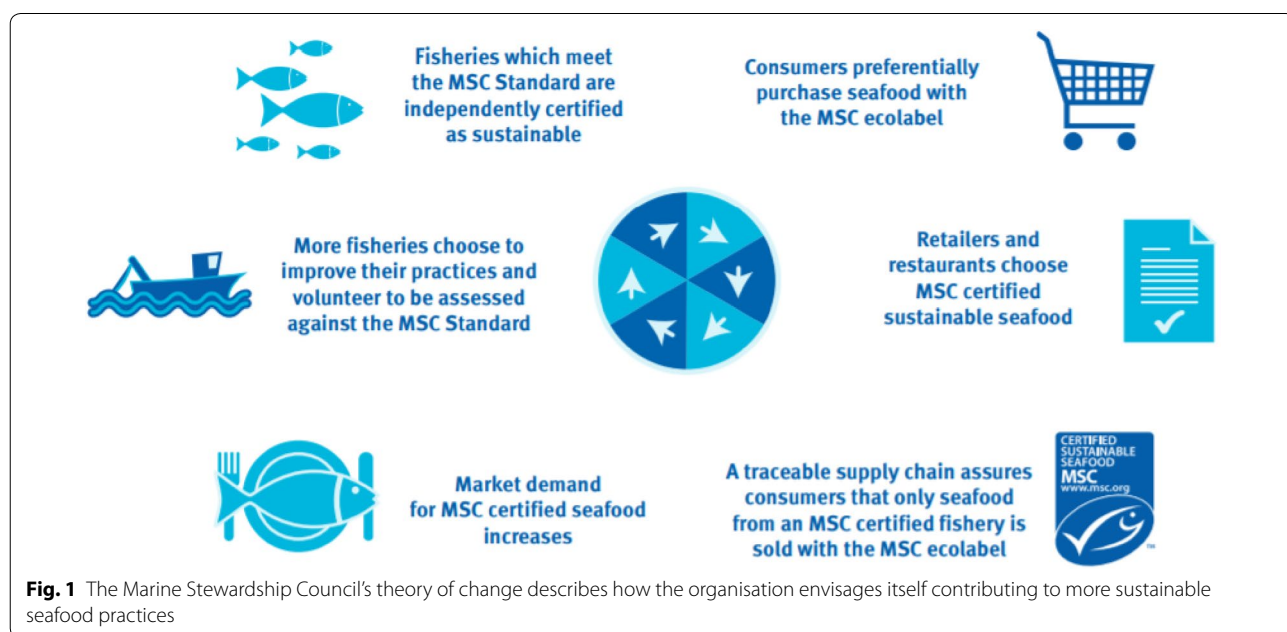 Fisheries which meet
the MSC Standard are
independently certified
as sustainable
Consumers preferentially
purchase seafood with
the MSC ecolabel
More fisheries choose to
improve their practices and
volunteer to be assessed
against the MSC Standard
Retailers and
restaurants choose
MSC certified
sustainable seafood
Market demand
for MSC certified seafood
increases
A traceable supply chain assures
consumers that only seafood
from an MSC certified fishery is
sold with the MSC ecolabel
CERTIFIED
SUSTAINABLE
SEAFOOD
MSC
www.msc.org
TM
Fig. 1 The Marine Stewardship Council's theory of change describes how the organisation envisages itself contributing to more sustainable
seafood practices